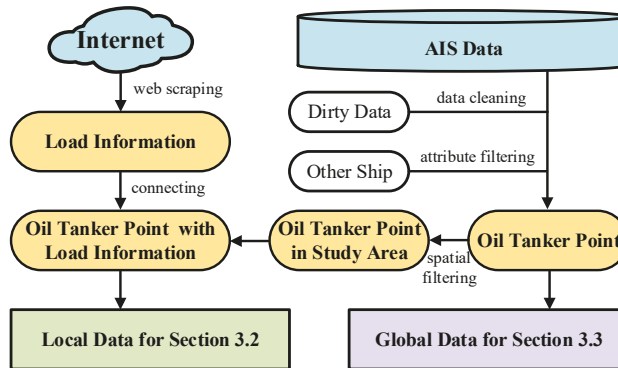 Internet
AIS Data
web scraping
data cleaning
Dirty Data
Load Information
attribute filtering
Other Ship
connecting
Oil Tanker Point with
Load Information
Oil Tanker Point
in Study Area
Oil Tanker Point
spatial
filtering
Local Data for Section 3.2
Global Data for Section 3.3